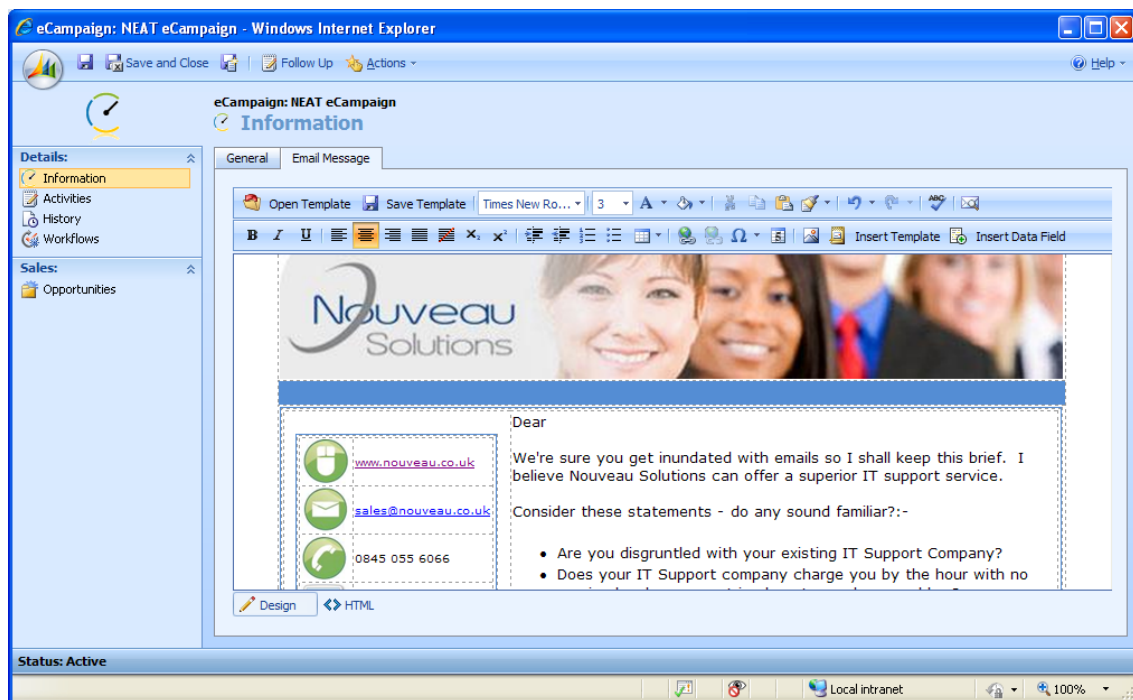 eCampaign: NEAT eCampaign - Windows Internet Explorer
Save and Close Follow Up Actions Help
eCampaign: NEAT eCampaign
Information
Details:
Information
Activities
History
Workflows
Sales:
Opportunities
General Email Message
Open Template Save Template Times New Ro... 3 A ABC
B I U x₂ x² Ω Insert Template Insert Data Field
Nouveau
Solutions
www.nouveau.co.uk
sales@nouveau.co.uk
0845 055 6066
Dear
We're sure you get inundated with emails so I shall keep this brief. I
believe Nouveau Solutions can offer a superior IT support service.
Consider these statements - do any sound familiar?:-
• Are you disgruntled with your existing IT Support Company?
• Does your IT Support company charge you by the hour with no
Design HTML
Status: Active
Local intranet 100%